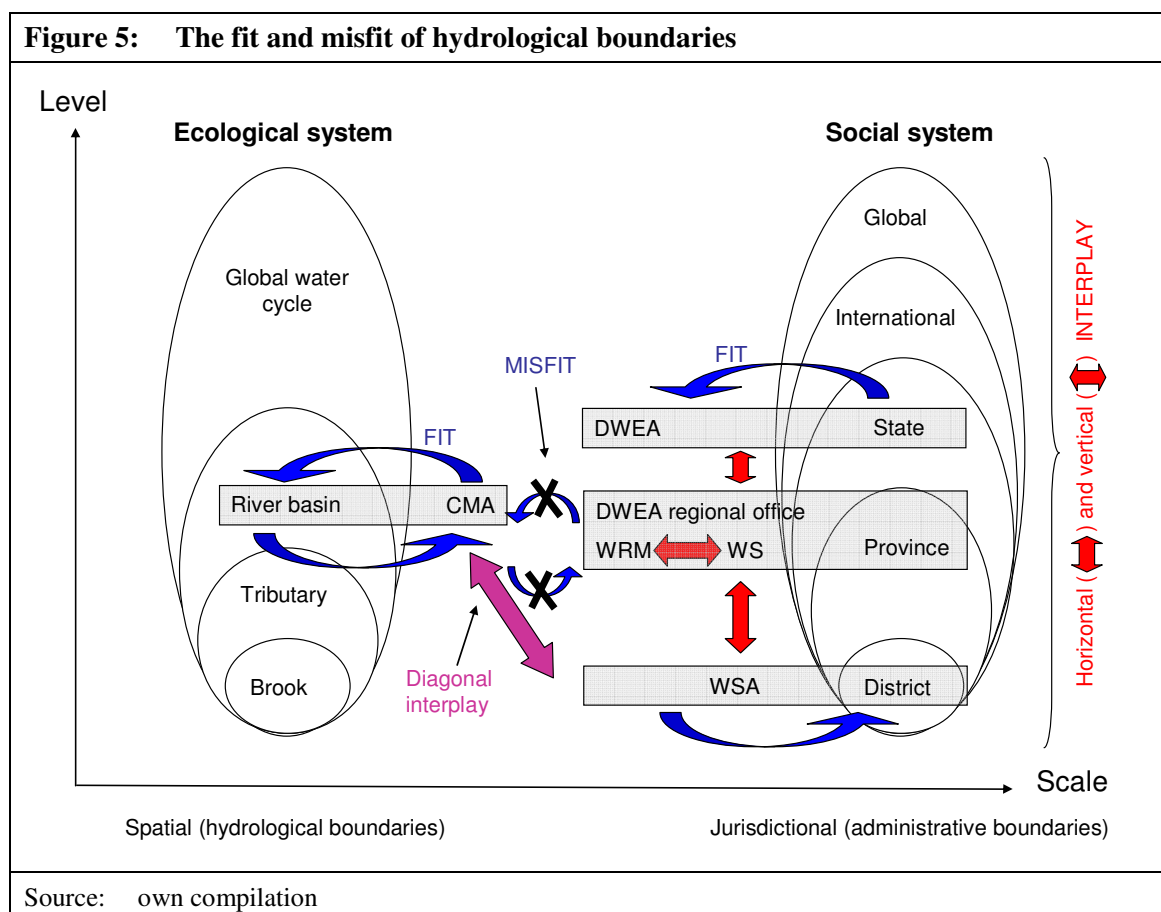 Figure 5: The fit and misfit of hydrological boundaries
Level
Ecological system
Social system
Global
Global water
cycle
International
MISFIT
FIT
FIT
DWEA
State
River basin
CMA
DWEA regional office
WRM
WS
Province
Tributary
Brook
Diagonal
interplay
WSA
District
Horizontal ( ) and vertical ( ) INTERPLAY
Scale
Spatial (hydrological boundaries)
Jurisdictional (administrative boundaries)
Source: own compilation